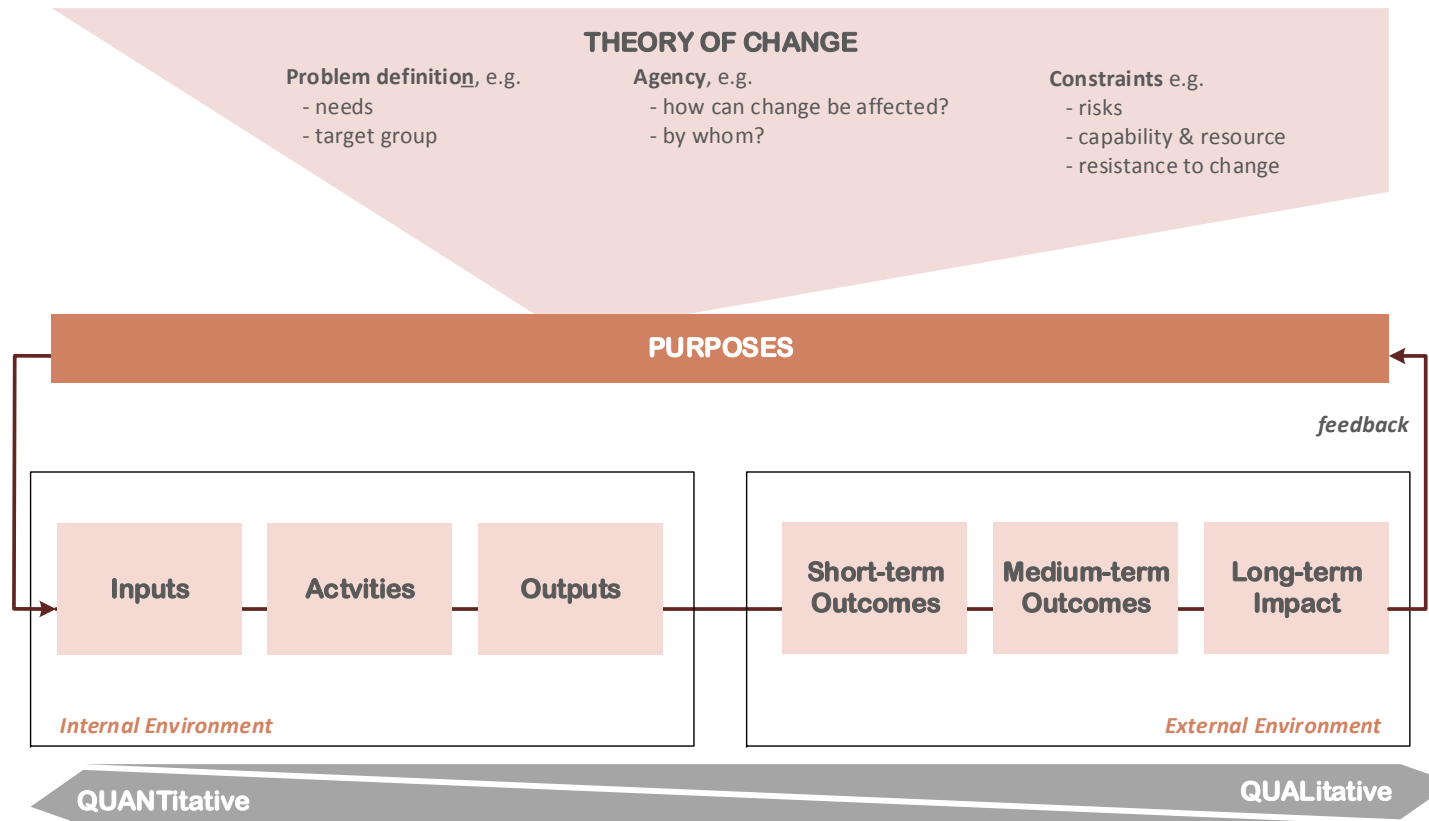 THEORY OF CHANGE
Problem definition, e.g.
- needs
- target group
Agency, e.g.
- how can change be affected?
- by whom?
Constraints e.g.
- risks
- capability & resource
- resistance to change
PURPOSES
feedback
Inputs
Actvities
Outputs
Short-term
Outcomes
Medium-term
Outcomes
Long-term
Impact
Internal Environment
External Environment
QUANTitative
QUALitative